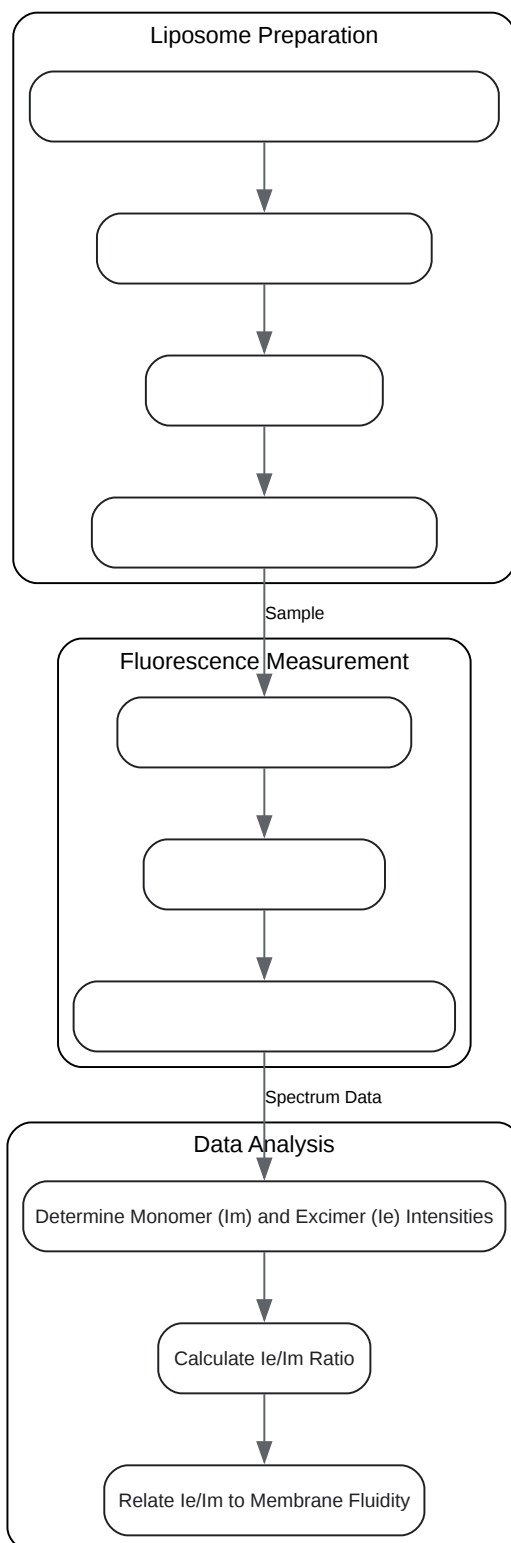 Liposome Preparation
Sample
Fluorescence Measurement
Spectrum Data
Data Analysis
Determine Monomer (Im) and Excimer (Ie) Intensities
Calculate Ie/Im Ratio
Relate Ie/Im to Membrane Fluidity